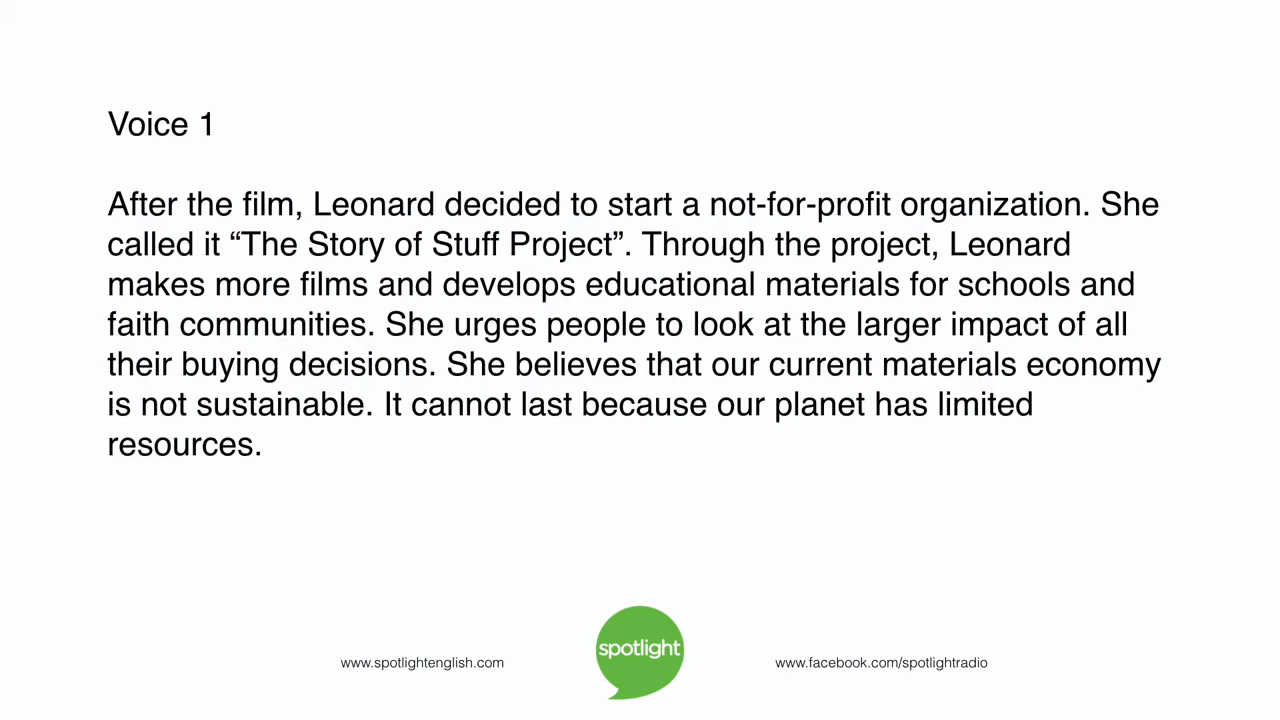 Voice 1
After the film, Leonard decided to start a not-for-profit organization. She
called it “The Story of Stuff Project”. Through the project, Leonard
makes more films and develops educational materials for schools and
faith communities. She urges people to look at the larger impact of all
their buying decisions. She believes that our current materials economy
is not sustainable. It cannot last because our planet has limited
resources.
www.spotlightenglish.com
spotlight
www.facebook.com/spotlightradio